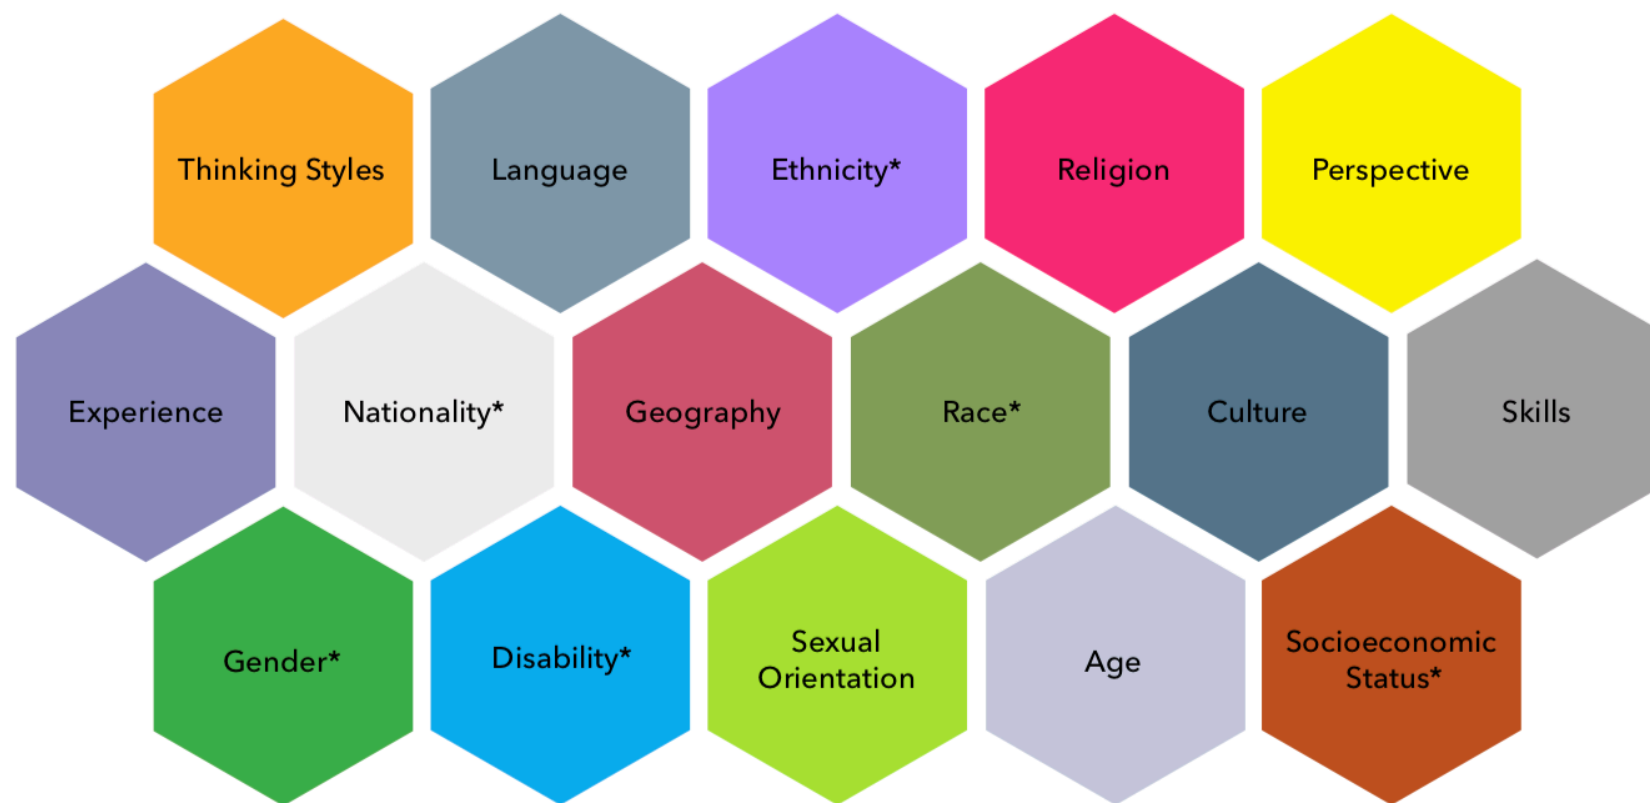 Thinking Styles
Language
Ethnicity*
Religion
Perspective
Experience
Nationality*
Geography
Race*
Culture
Skills
Gender*
Disability*
Sexual
Orientation
Age
Socioeconomic
Status*